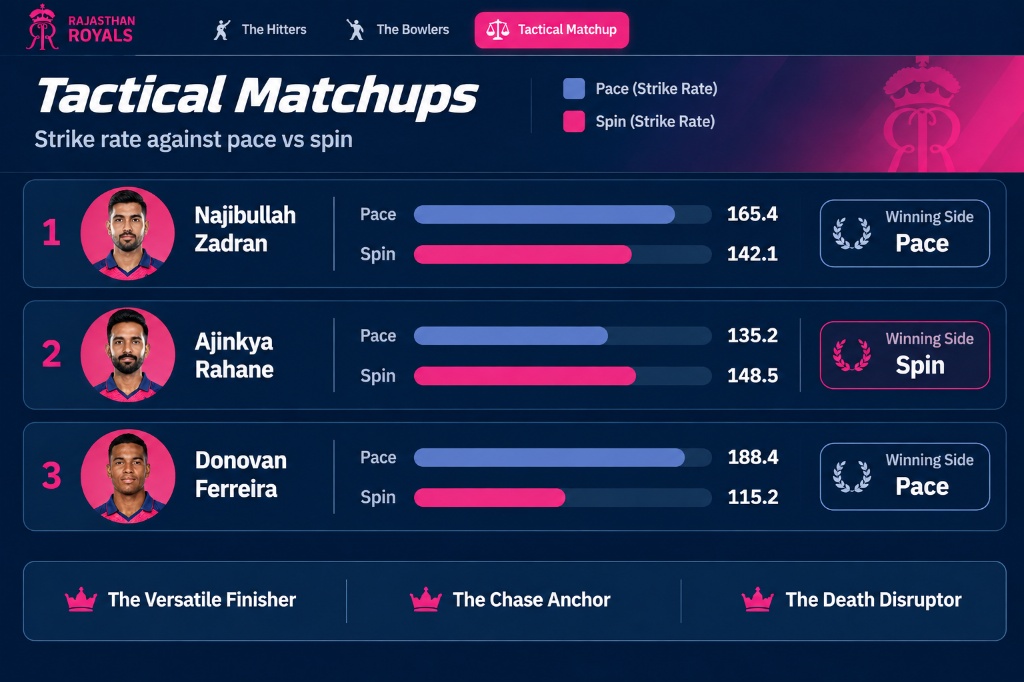 RAJASTHAN
ROYALS
The Hitters
The Bowlers
Tactical Matchup
Tactical Matchups
Strike rate against pace vs spin
Pace (Strike Rate)
Spin (Strike Rate)
1
Najibullah
Zadran
Pace
165.4
Spin
142.1
Winning Side
Pace
2
Ajinkya
Rahane
Pace
135.2
Spin
148.5
Winning Side
Spin
3
Donovan
Ferreira
Pace
188.4
Spin
115.2
Winning Side
Pace
The Versatile Finisher
The Chase Anchor
The Death Disruptor